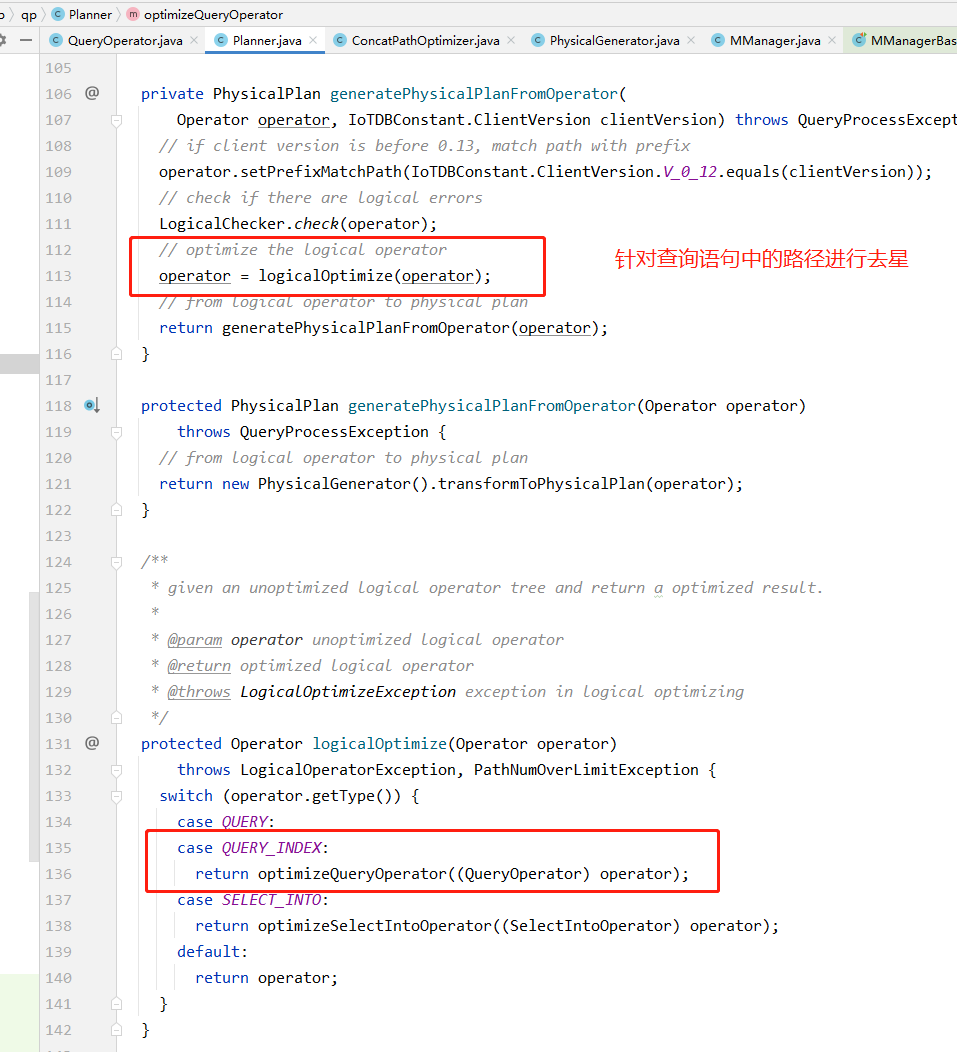 qp Planner optimizeQueryOperator
QueryOperator.java Planner.java ConcatPathOptimizer.java PhysicalGenerator.java MManager.java MManagerBas
105
106 @ private PhysicalPlan generatePhysicalPlanFromOperator(
107 Operator operator, IoTDBConstant.ClientVersion clientVersion) throws QueryProcessExcept
108 // if client version is before 0.13, match path with prefix
109 operator.setPrefixMatchPath(IoTDBConstant.ClientVersion.V_0_12.equals(clientVersion));
110 // check if there are logical errors
111 LogicalChecker.check(operator);
112 // optimize the logical operator
113 operator = logicalOptimize(operator);
针对查询语句中的路径进行去星
114 // from logical operator to physical plan
115 return generatePhysicalPlanFromOperator(operator);
116 }
117
118 protected PhysicalPlan generatePhysicalPlanFromOperator(Operator operator)
119 throws QueryProcessException {
120 // from logical operator to physical plan
121 return new PhysicalGenerator().transformToPhysicalPlan(operator);
122 }
123
124 /**
125 * given an unoptimized logical operator tree and return a optimized result.
126 *
127 * @param operator unoptimized logical operator
128 * @return optimized logical operator
129 * @throws LogicalOptimizeException exception in logical optimizing
130 */
131 @ protected Operator logicalOptimize(Operator operator)
132 throws LogicalOperatorException, PathNumOverLimitException {
133 switch (operator.getType()) {
134 case QUERY:
135 case QUERY_INDEX:
136 return optimizeQueryOperator((QueryOperator) operator);
137 case SELECT_INTO:
138 return optimizeSelectIntoOperator((SelectIntoOperator) operator);
139 default:
140 return operator;
141 }
142 }